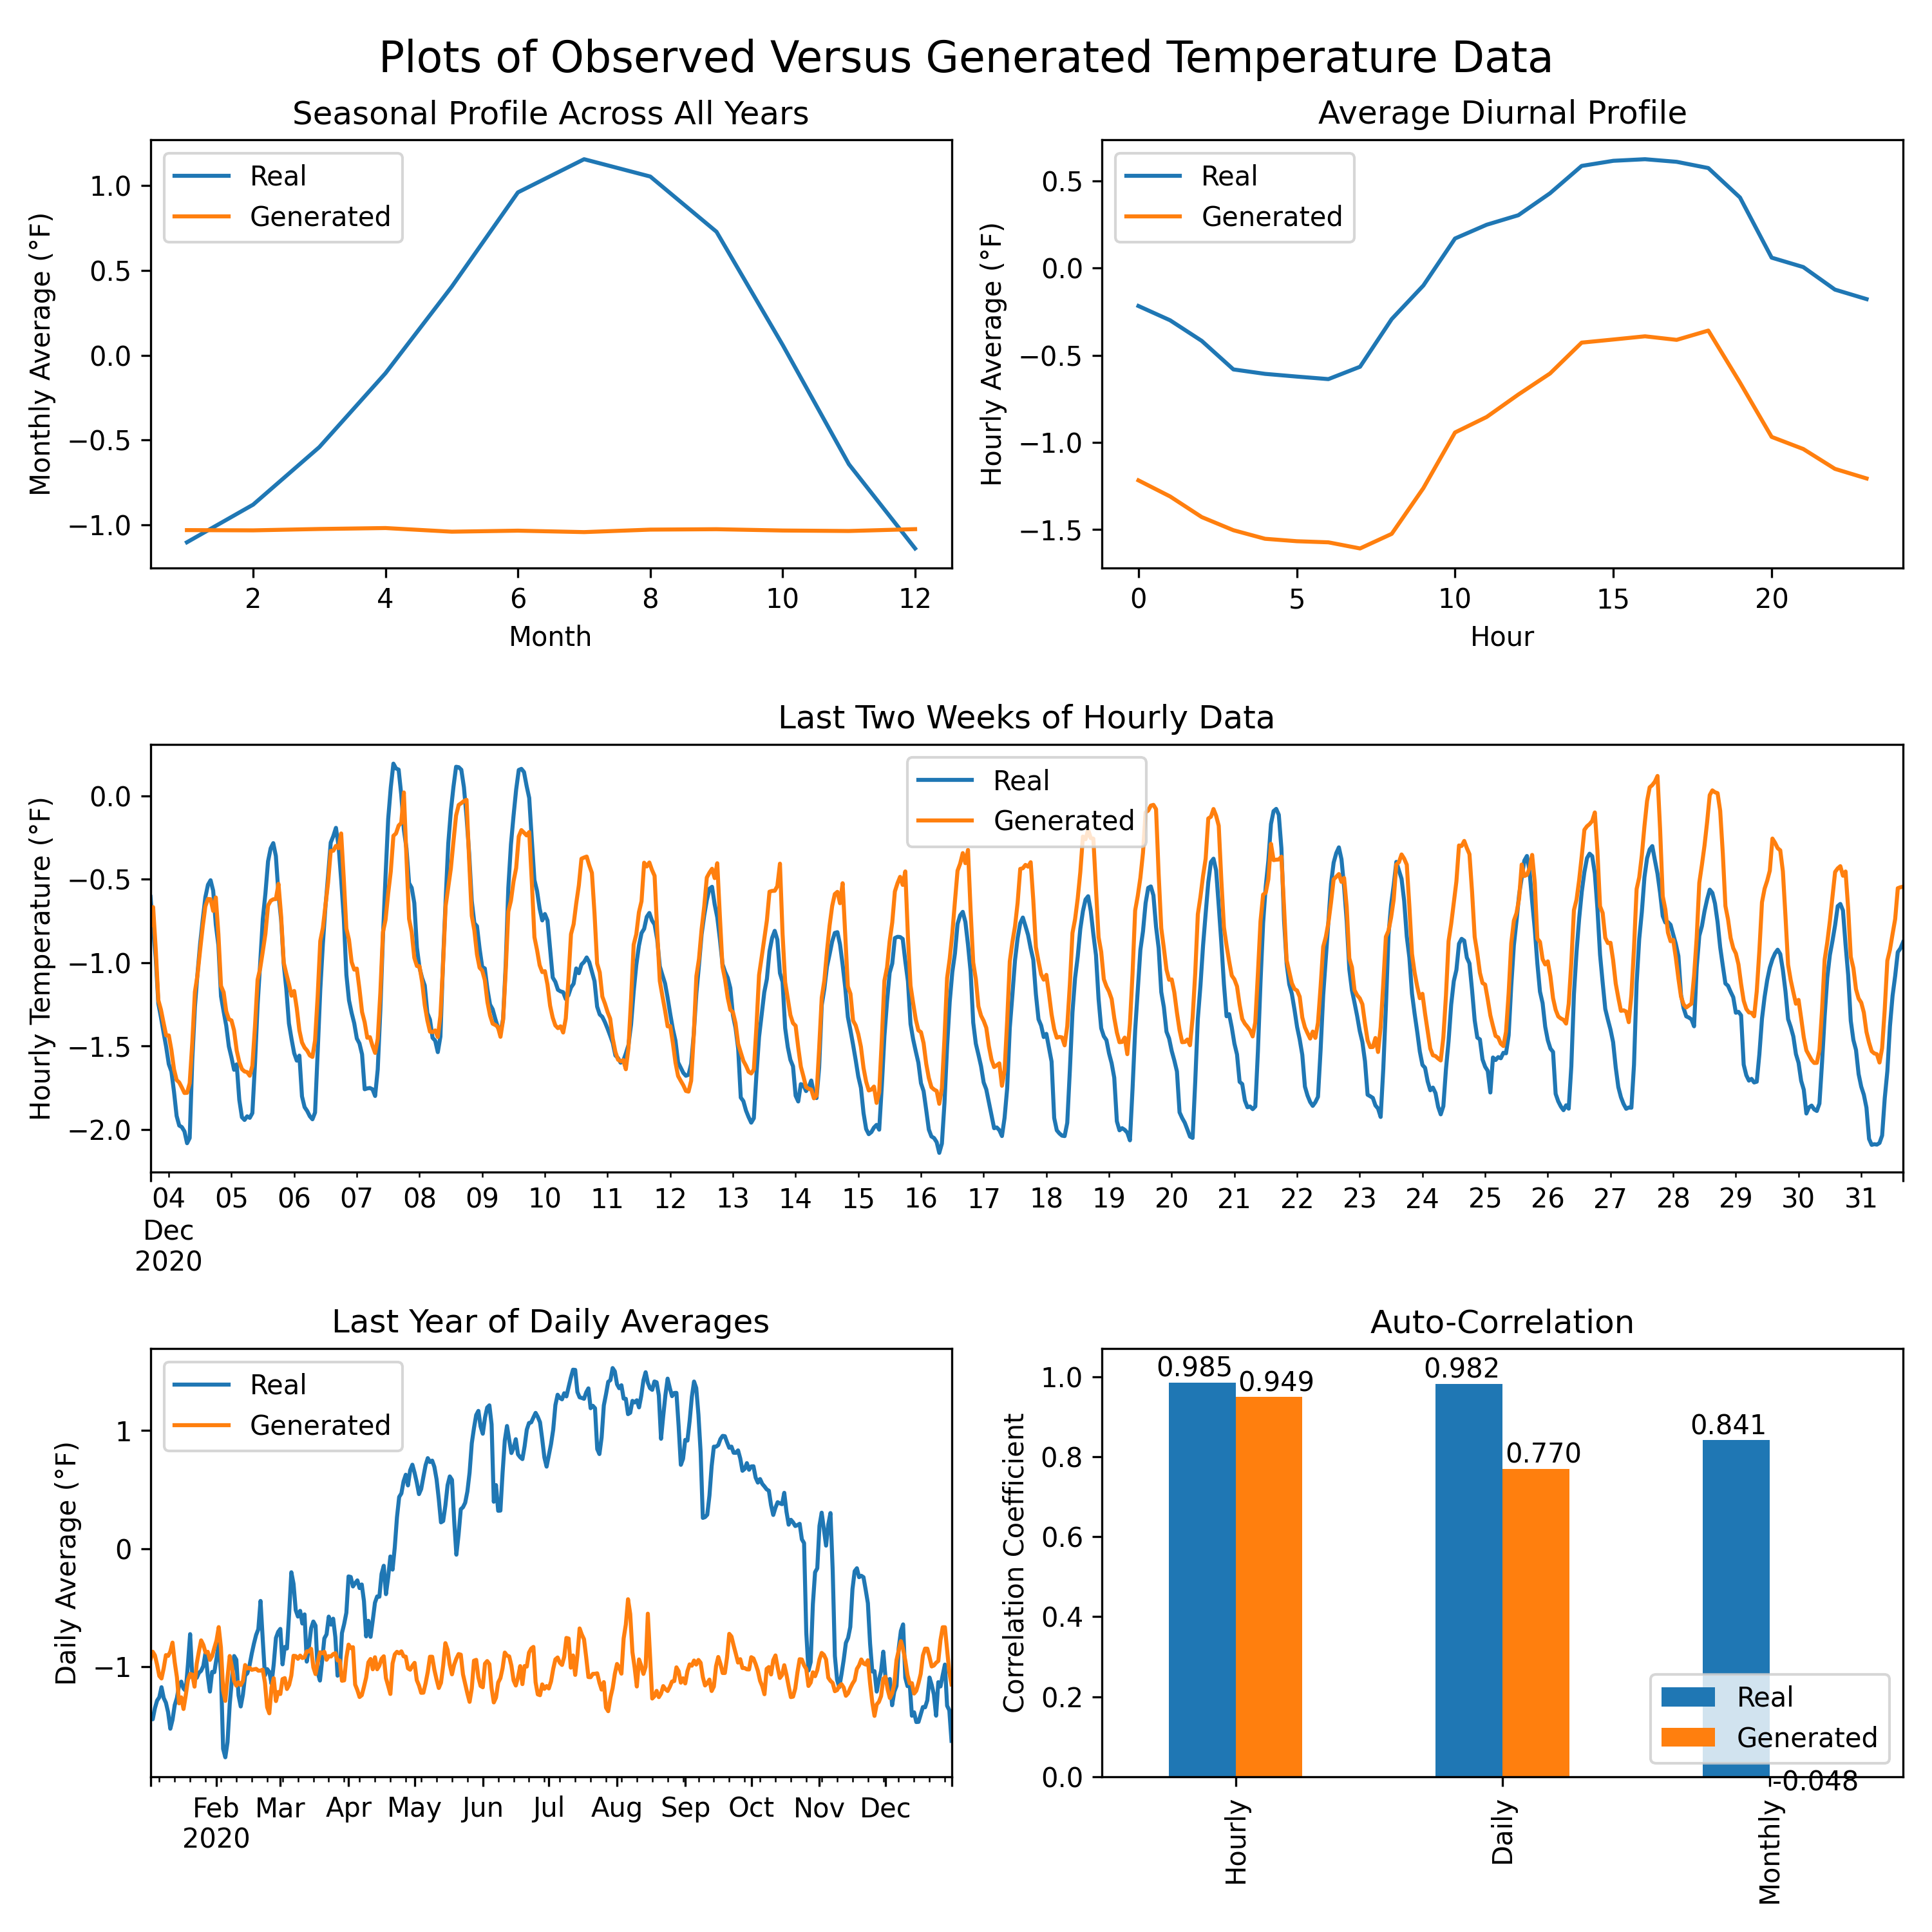 Plots of Observed Versus Generated Temperature Data
Seasonal Profile Across All Years
Monthly Average (°F)
1.0
0.5
0.0
−0.5
−1.0
Real
Generated
2 4 6 8 10 12
Month
Average Diurnal Profile
Hourly Average (°F)
0.5
0.0
−0.5
−1.0
−1.5
Real
Generated
0 5 10 15 20
Hour
Last Two Weeks of Hourly Data
Hourly Temperature (°F)
0.0
−0.5
−1.0
−1.5
−2.0
Real
Generated
04 05 06 07 08 09 10 11 12 13 14 15 16 17 18 19 20 21 22 23 24 25 26 27 28 29 30 31
Dec
2020
Last Year of Daily Averages
Daily Average (°F)
1
0
−1
Real
Generated
Feb Mar Apr May Jun Jul Aug Sep Oct Nov Dec
2020
Auto-Correlation
Correlation Coefficient
1.0
0.8
0.6
0.4
0.2
0.0
0.985 0.949 0.982 0.770 0.841 -0.048
Real
Generated
Hourly
Daily
Monthly